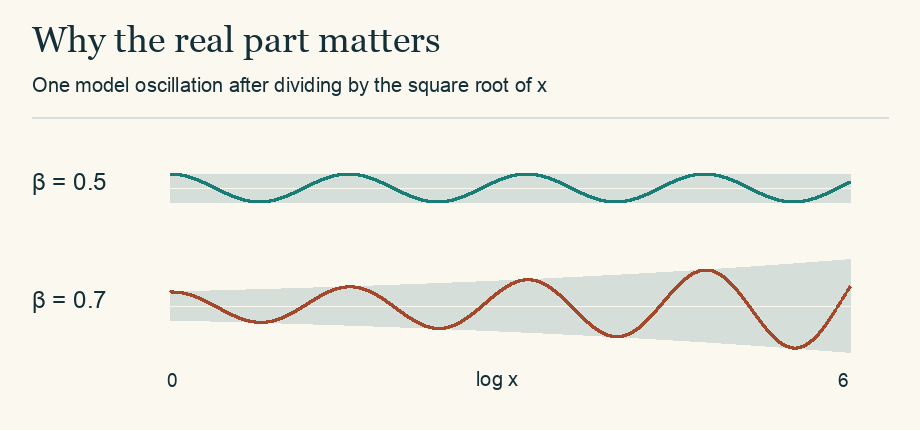 Why the real part matters
One model oscillation after dividing by the square root of x
β = 0.5
β = 0.7
0 log x 6